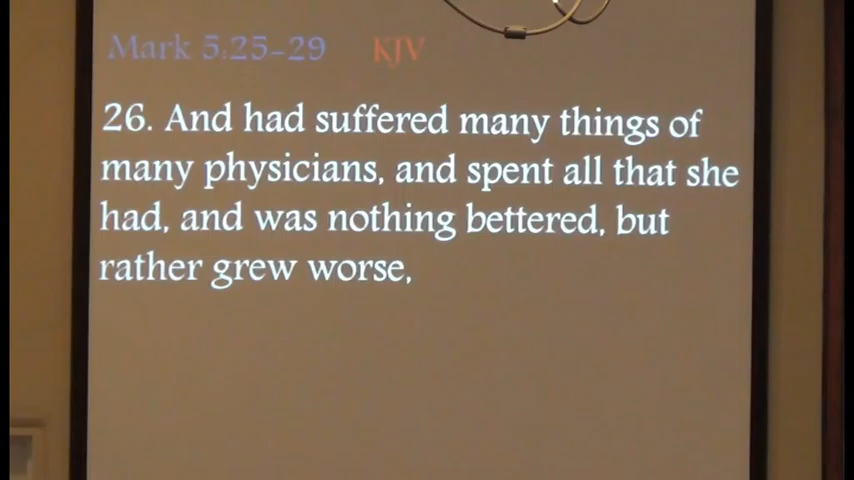 Mark 5:25-29 KJV
26. And had suffered many things of
many physicians, and spent all that she
had, and was nothing bettered, but
rather grew worse,